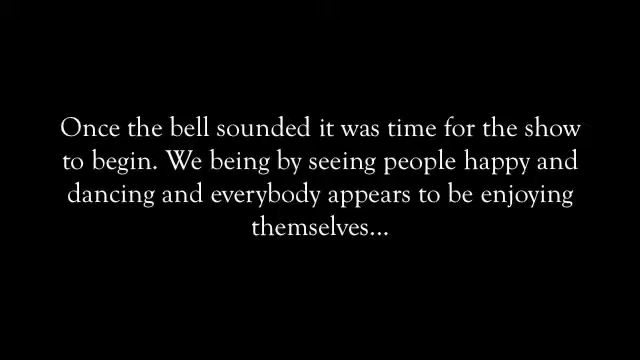 Once the bell sounded it was time for the show
to begin. We being by seeing people happy and
dancing and everybody appears to be enjoying
themselves...